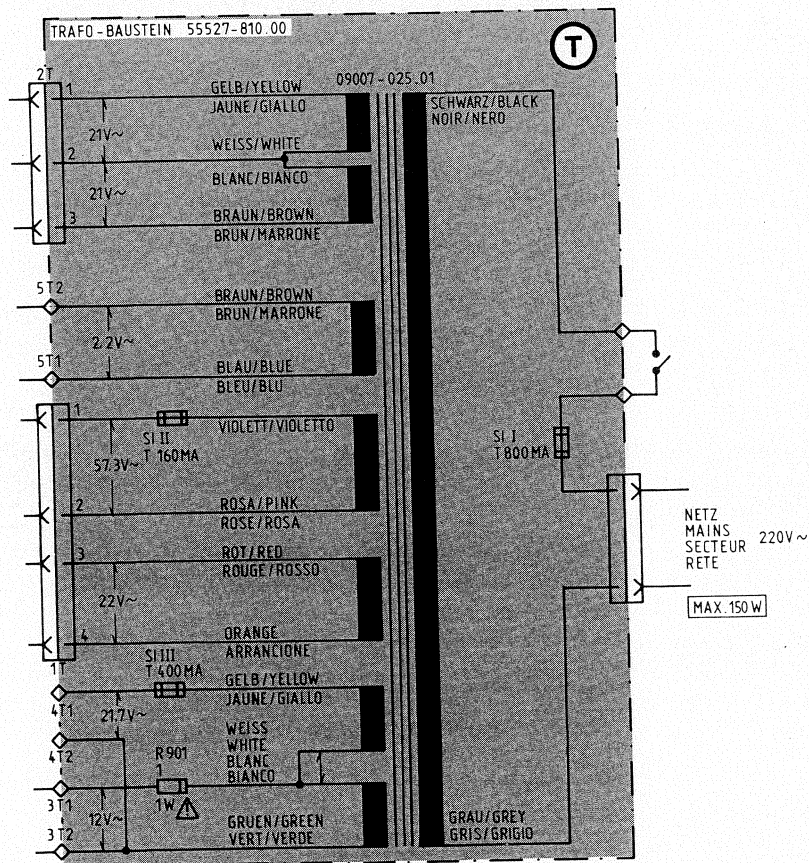 TRAFO-BAUSTEIN 55527-810.00
T
2T
09007-025.01
1
GELB/YELLOW
JAUNE/GIALLO
SCHWARZ/BLACK
NOIR/NERO
21V~
WEISS/WHITE
2
BLANC/BIANCO
21V~
BRAUN/BROWN
3
BRUN/MARRONE
5T2
BRAUN/BROWN
BRUN/MARRONE
2.2V~
5T1
BLAU/BLUE
BLEU/BLU
1
VIOLETT/VIOLETTO
SI II
T 160MA
SI I
T 800MA
57.3V~
ROSA/PINK
2
ROSE/ROSA
NETZ
MAINS
SECTEUR 220V~
RETE
ROT/RED
3
ROUGE/ROSSO
22V~
MAX.150W
ORANGE
4
ARRANCIONE
SI III
T 400MA
1T
GELB/YELLOW
JAUNE/GIALLO
4T1
21.7V~
WEISS
WHITE
BLANC
BIANCO
4T2
R901
1
3T1
1W
12V~
GRUEN/GREEN
VERT/VERDE
GRAU/GREY
GRIS/GRIGIO
3T2